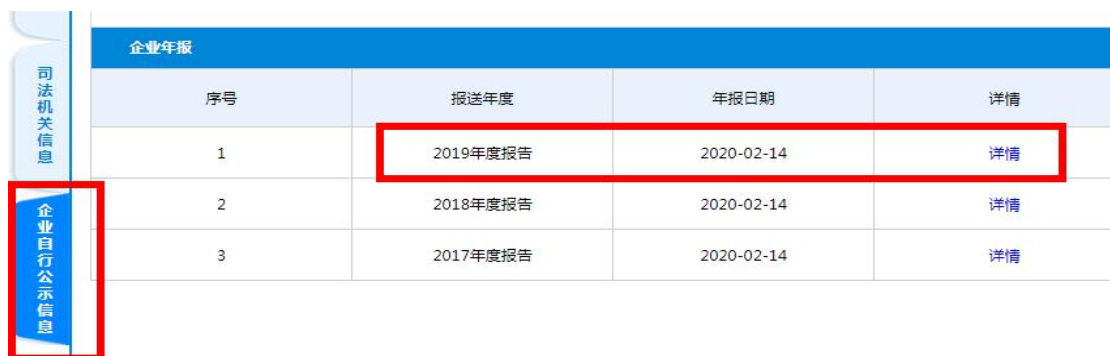 司法机关信息
企业自行公示信息
企业年报
序号 报送年度 年报日期 详情
1 2019年度报告 2020-02-14 详情
2 2018年度报告 2020-02-14 详情
3 2017年度报告 2020-02-14 详情